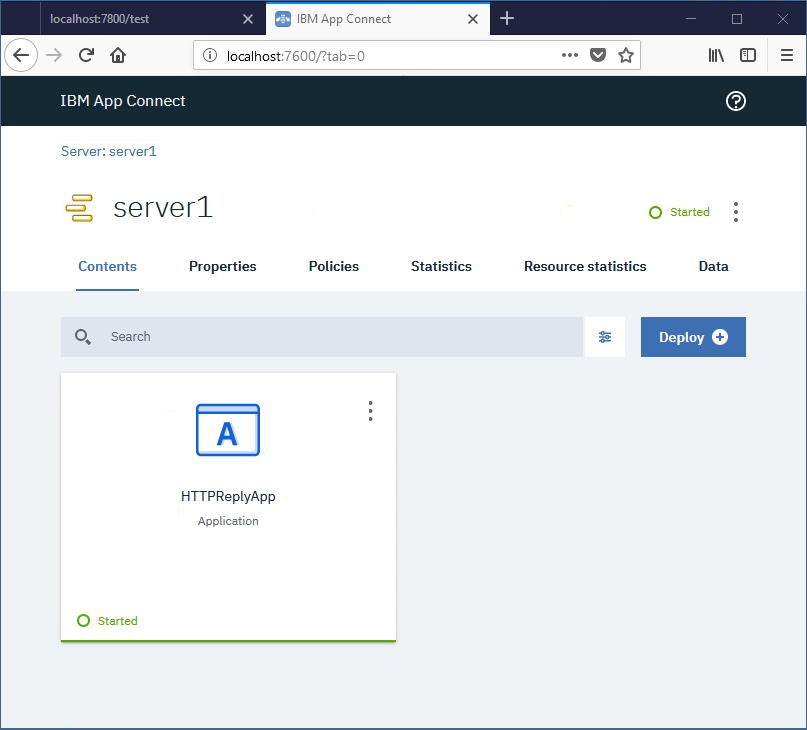 localhost:7800/test
IBM App Connect
localhost:7600/?tab=0
IBM App Connect
Server: server1
server1
Started
Contents Properties Policies Statistics Resource statistics Data
Search
Deploy
A
HTTPReplyApp
Application
Started